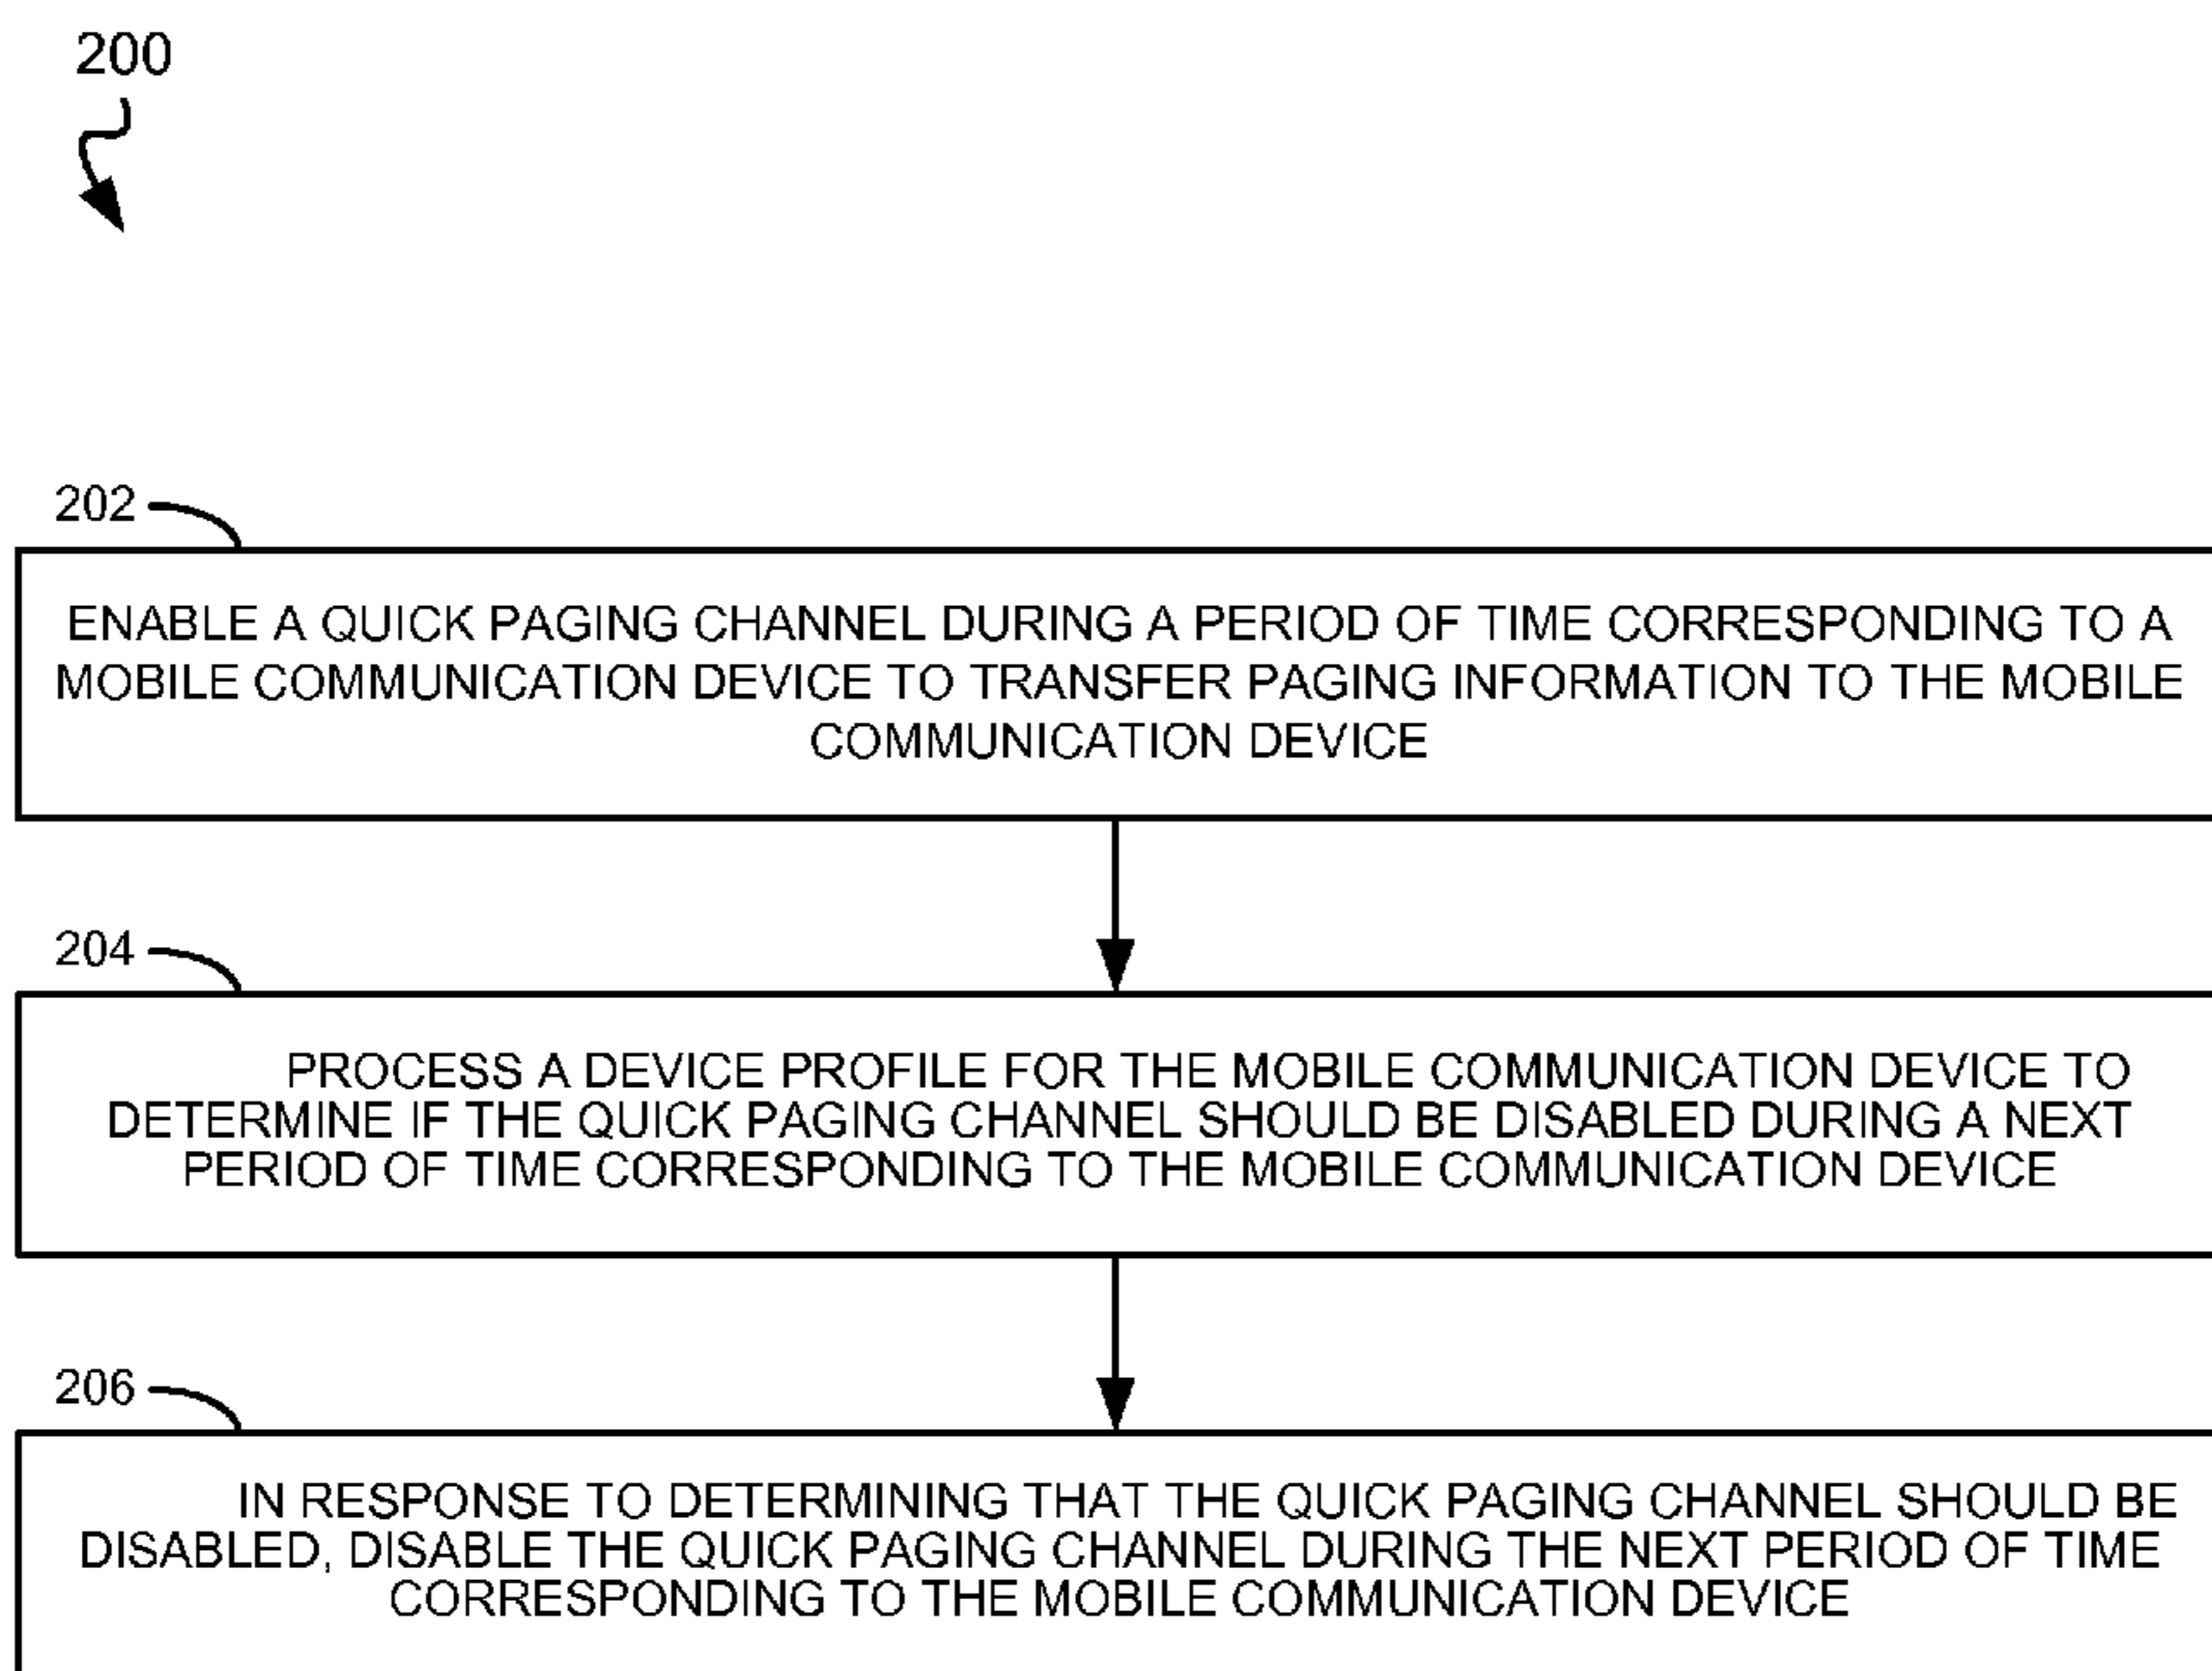 200
202
ENABLE A QUICK PAGING CHANNEL DURING A PERIOD OF TIME CORRESPONDING TO A
MOBILE COMMUNICATION DEVICE TO TRANSFER PAGING INFORMATION TO THE MOBILE
COMMUNICATION DEVICE
204
PROCESS A DEVICE PROFILE FOR THE MOBILE COMMUNICATION DEVICE TO
DETERMINE IF THE QUICK PAGING CHANNEL SHOULD BE DISABLED DURING A NEXT
PERIOD OF TIME CORRESPONDING TO THE MOBILE COMMUNICATION DEVICE
206
IN RESPONSE TO DETERMINING THAT THE QUICK PAGING CHANNEL SHOULD BE
DISABLED, DISABLE THE QUICK PAGING CHANNEL DURING THE NEXT PERIOD OF TIME
CORRESPONDING TO THE MOBILE COMMUNICATION DEVICE